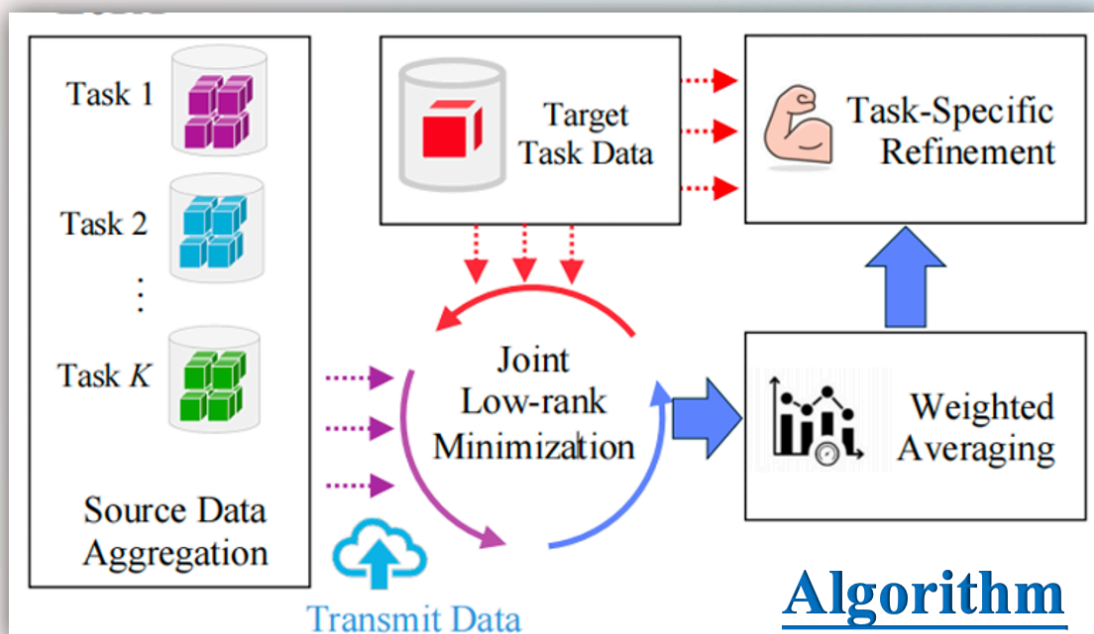 Task 1
Task 2
⋮
Task K
Source Data
Aggregation
Transmit Data
Target
Task Data
Joint
Low-rank
Minimization
Task-Specific
Refinement
Weighted
Averaging
Algorithm